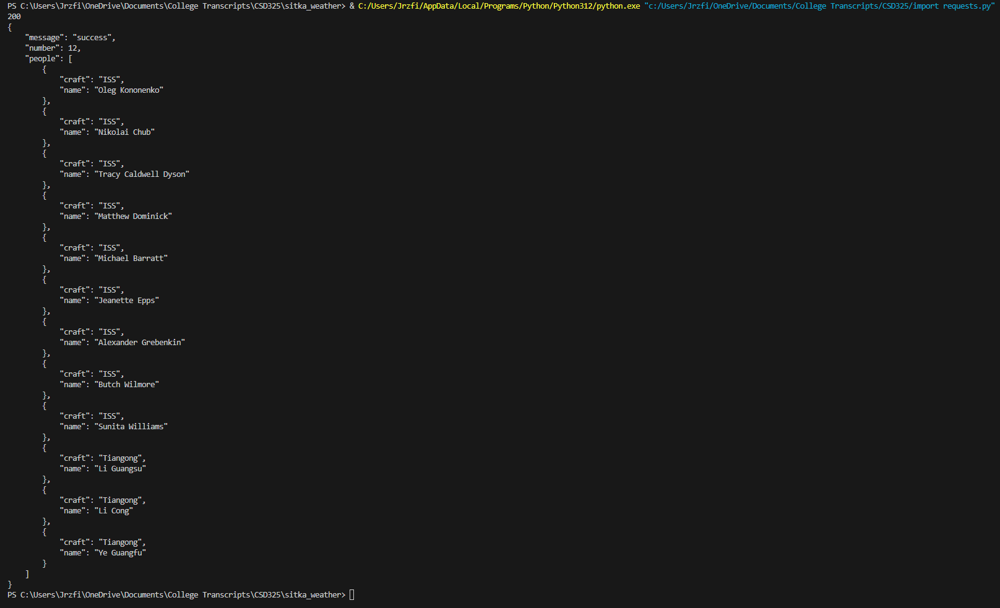 PS C:\Users\Jrzfi\OneDrive\Documents\College Transcripts\CSD325\sitka_weather> & C:/Users/Jrzfi/AppData/Local/Programs/Python/Python312/python.exe "c:/Users/Jrzfi/OneDrive/Documents/College Transcripts/CSD325/import requests.py"
200
{
    "message": "success",
    "number": 12,
    "people": [
        {
            "craft": "ISS",
            "name": "Oleg Kononenko"
        },
        {
            "craft": "ISS",
            "name": "Nikolai Chub"
        },
        {
            "craft": "ISS",
            "name": "Tracy Caldwell Dyson"
        },
        {
            "craft": "ISS",
            "name": "Matthew Dominick"
        },
        {
            "craft": "ISS",
            "name": "Michael Barratt"
        },
        {
            "craft": "ISS",
            "name": "Jeanette Epps"
        },
        {
            "craft": "ISS",
            "name": "Alexander Grebenkin"
        },
        {
            "craft": "ISS",
            "name": "Butch Wilmore"
        },
        {
            "craft": "ISS",
            "name": "Sunita Williams"
        },
        {
            "craft": "Tiangong",
            "name": "Li Guangsu"
        },
        {
            "craft": "Tiangong",
            "name": "Li Cong"
        },
        {
            "craft": "Tiangong",
            "name": "Ye Guangfu"
        }
    ]
}
PS C:\Users\Jrzfi\OneDrive\Documents\College Transcripts\CSD325\sitka_weather>